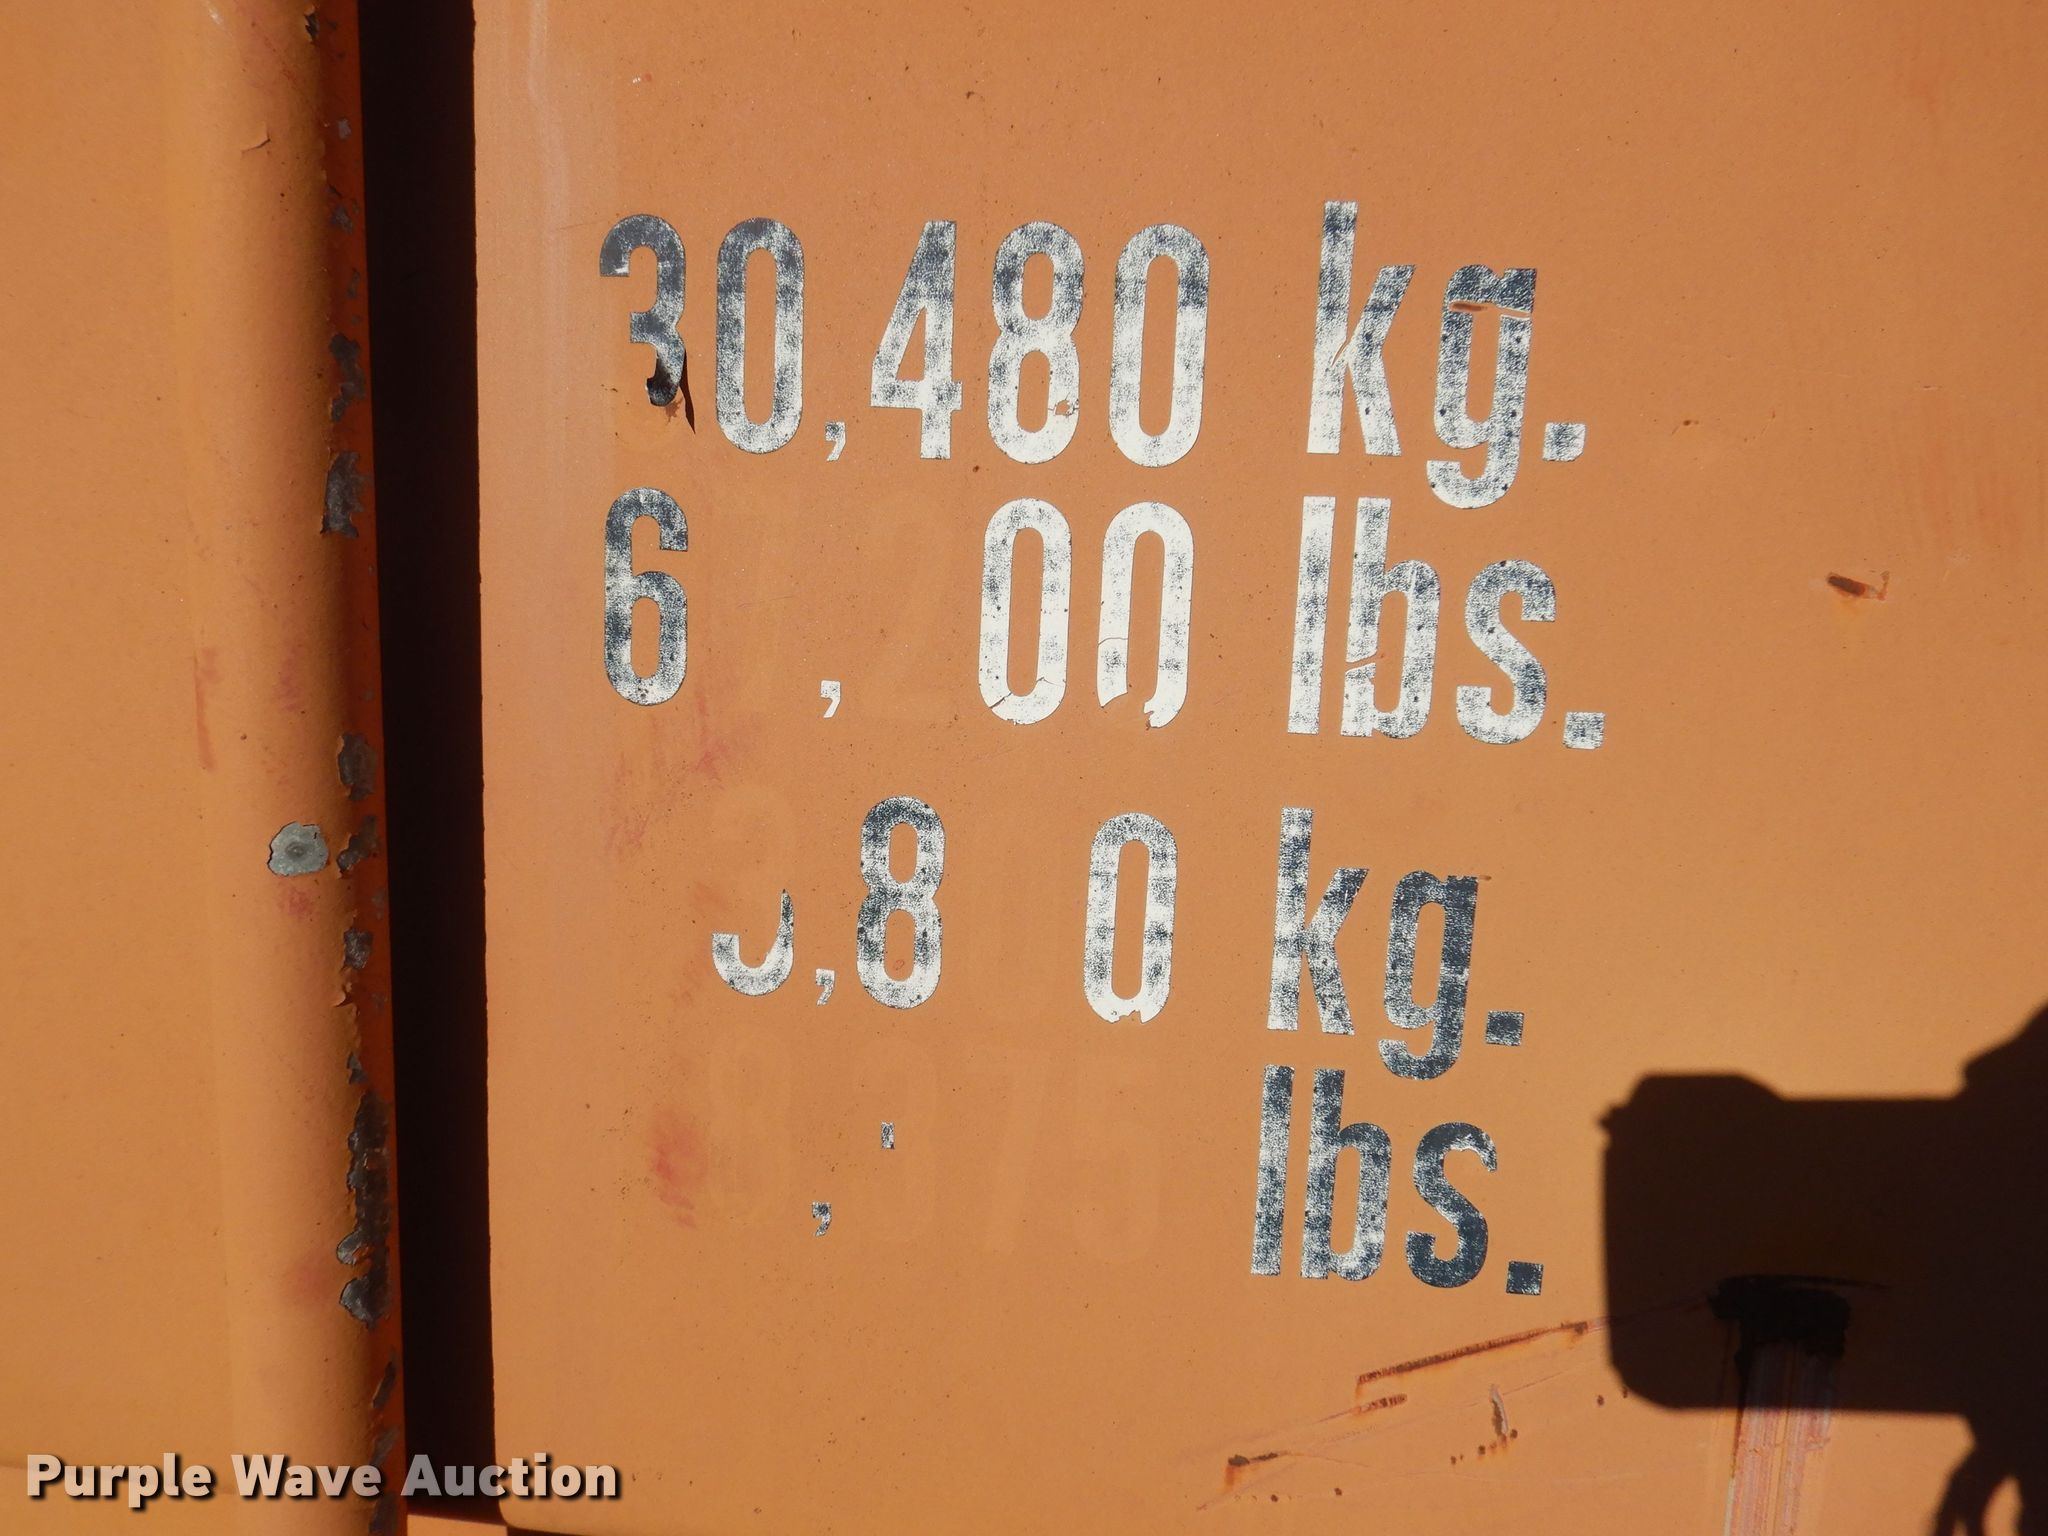 30,480 kg.
6 , 00 lbs.
,8 0 kg.
, lbs.
Purple Wave Auction